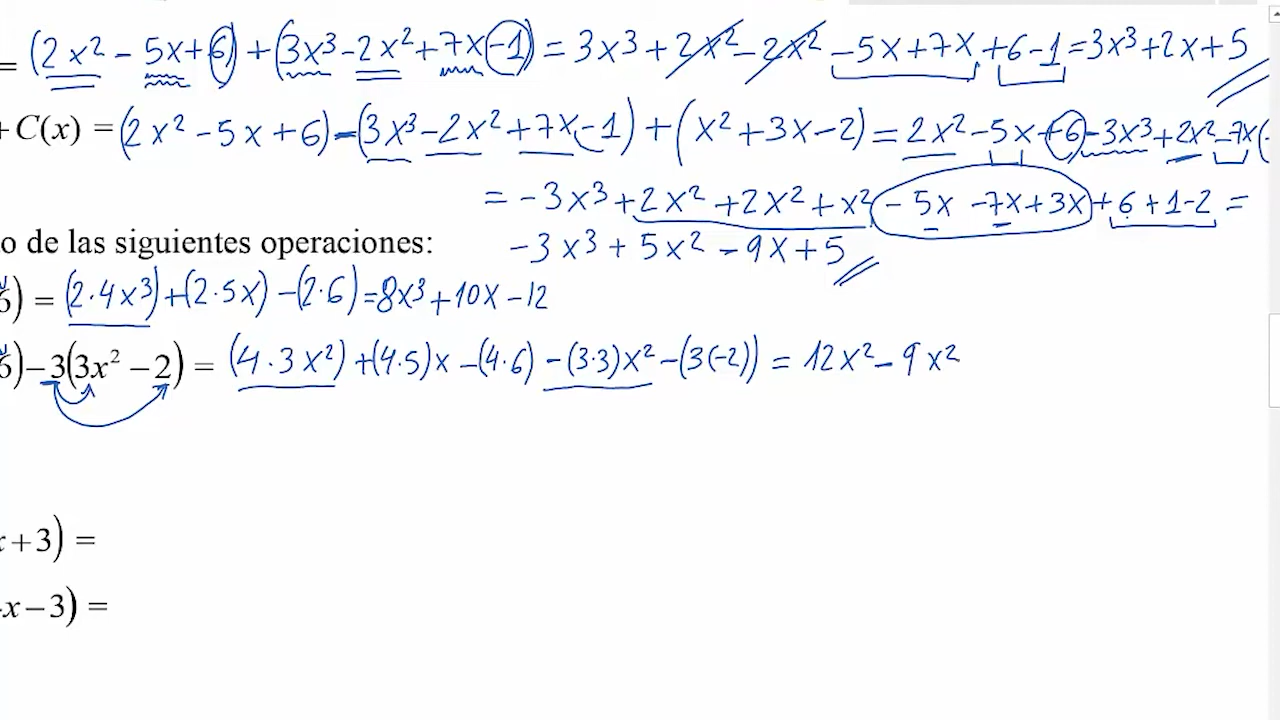 = (2x² - 5x + 6) + (3x³ - 2x² + 7x - 1) = 3x³ + 2x² - 2x² - 5x + 7x + 6 - 1 = 3x³ + 2x + 5
+ C(x) = (2x² - 5x + 6) - (3x³ - 2x² + 7x - 1) + (x² + 3x - 2) = 2x² - 5x + 6 - 3x³ + 2x² - 7x (-
= - 3x³ + 2x² + 2x² + x² - 5x - 7x + 3x + 6 + 1 - 2 =
o de las siguientes operaciones:
- 3x³ + 5x² - 9x + 5
6) = (2·4x³) + (2·5x) - (2·6) = 8x³ + 10x - 12
6) - 3(3x² - 2) = (4·3x²) + (4·5)x - (4·6) - (3·3)x² - (3(-2)) = 12x² - 9x²
x + 3) =
x - 3) =